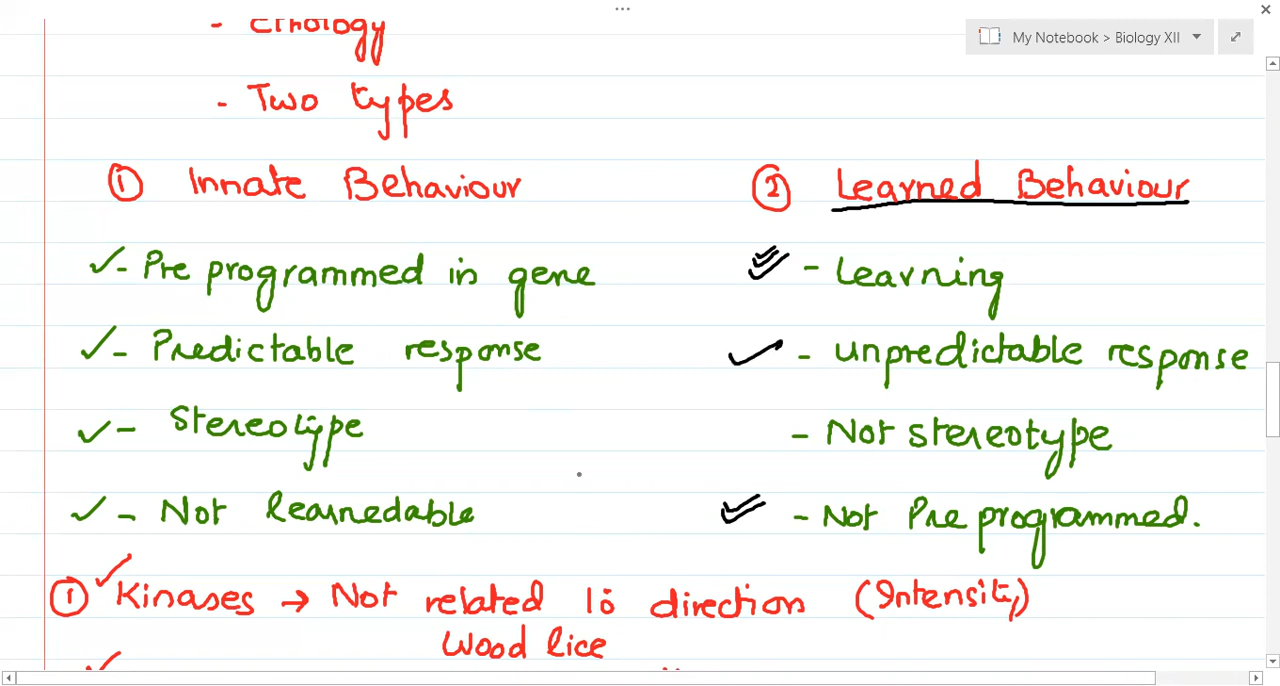 My Notebook > Biology XII
- Ethology
- Two types
① Innate Behaviour
- Pre programmed in gene
- Predictable response
- Stereotype
- Not learnedable
② Learned Behaviour
- Learning
- unpredictable response
- Not stereotype
- Not Pre programmed.
① Kinases → Not related to direction (Intensity)
Wood lice